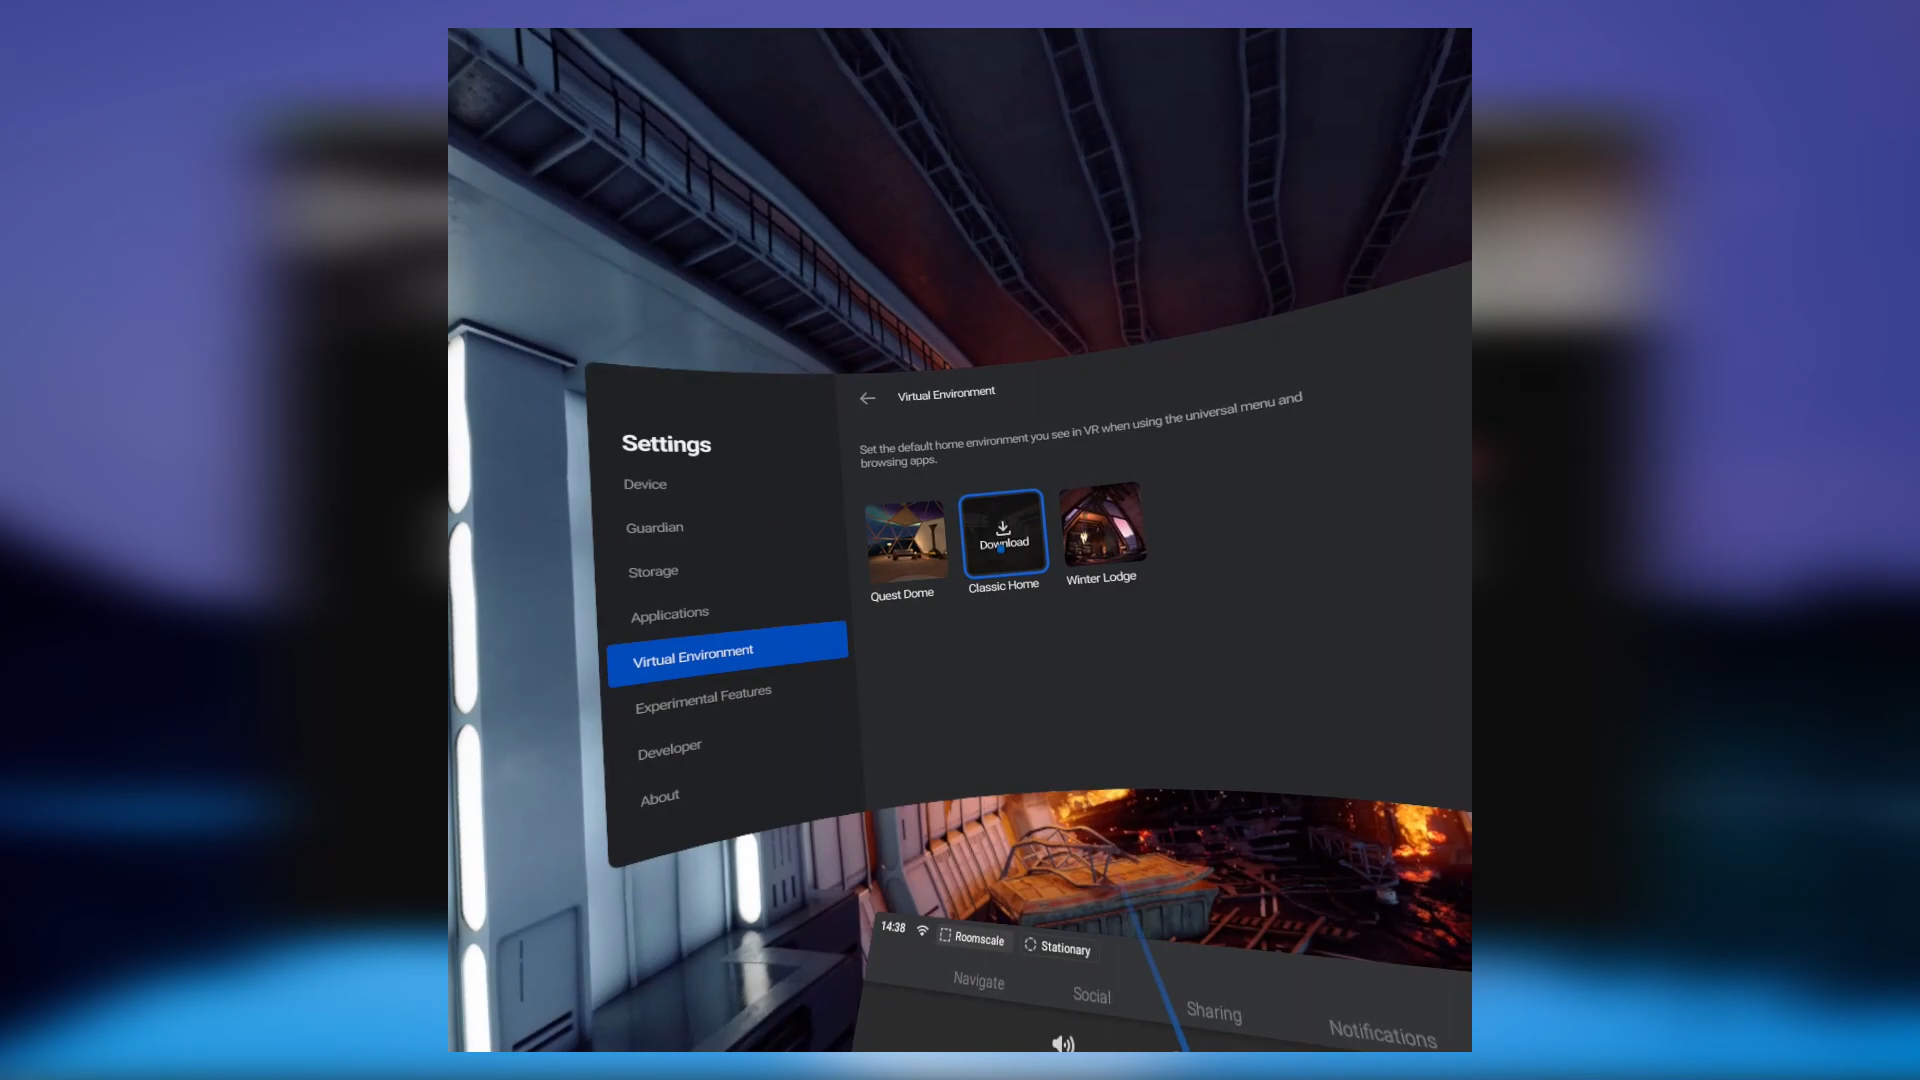 Virtual Environment
Set the default home environment you see in VR when using the universal menu and
browsing apps.
Settings
Device
Guardian
Storage
Applications
Virtual Environment
Experimental Features
Developer
About
Download
Quest Dome
Classic Home
Winter Lodge
14:38
Roomscale
Stationary
Navigate
Social
Sharing
Notifications